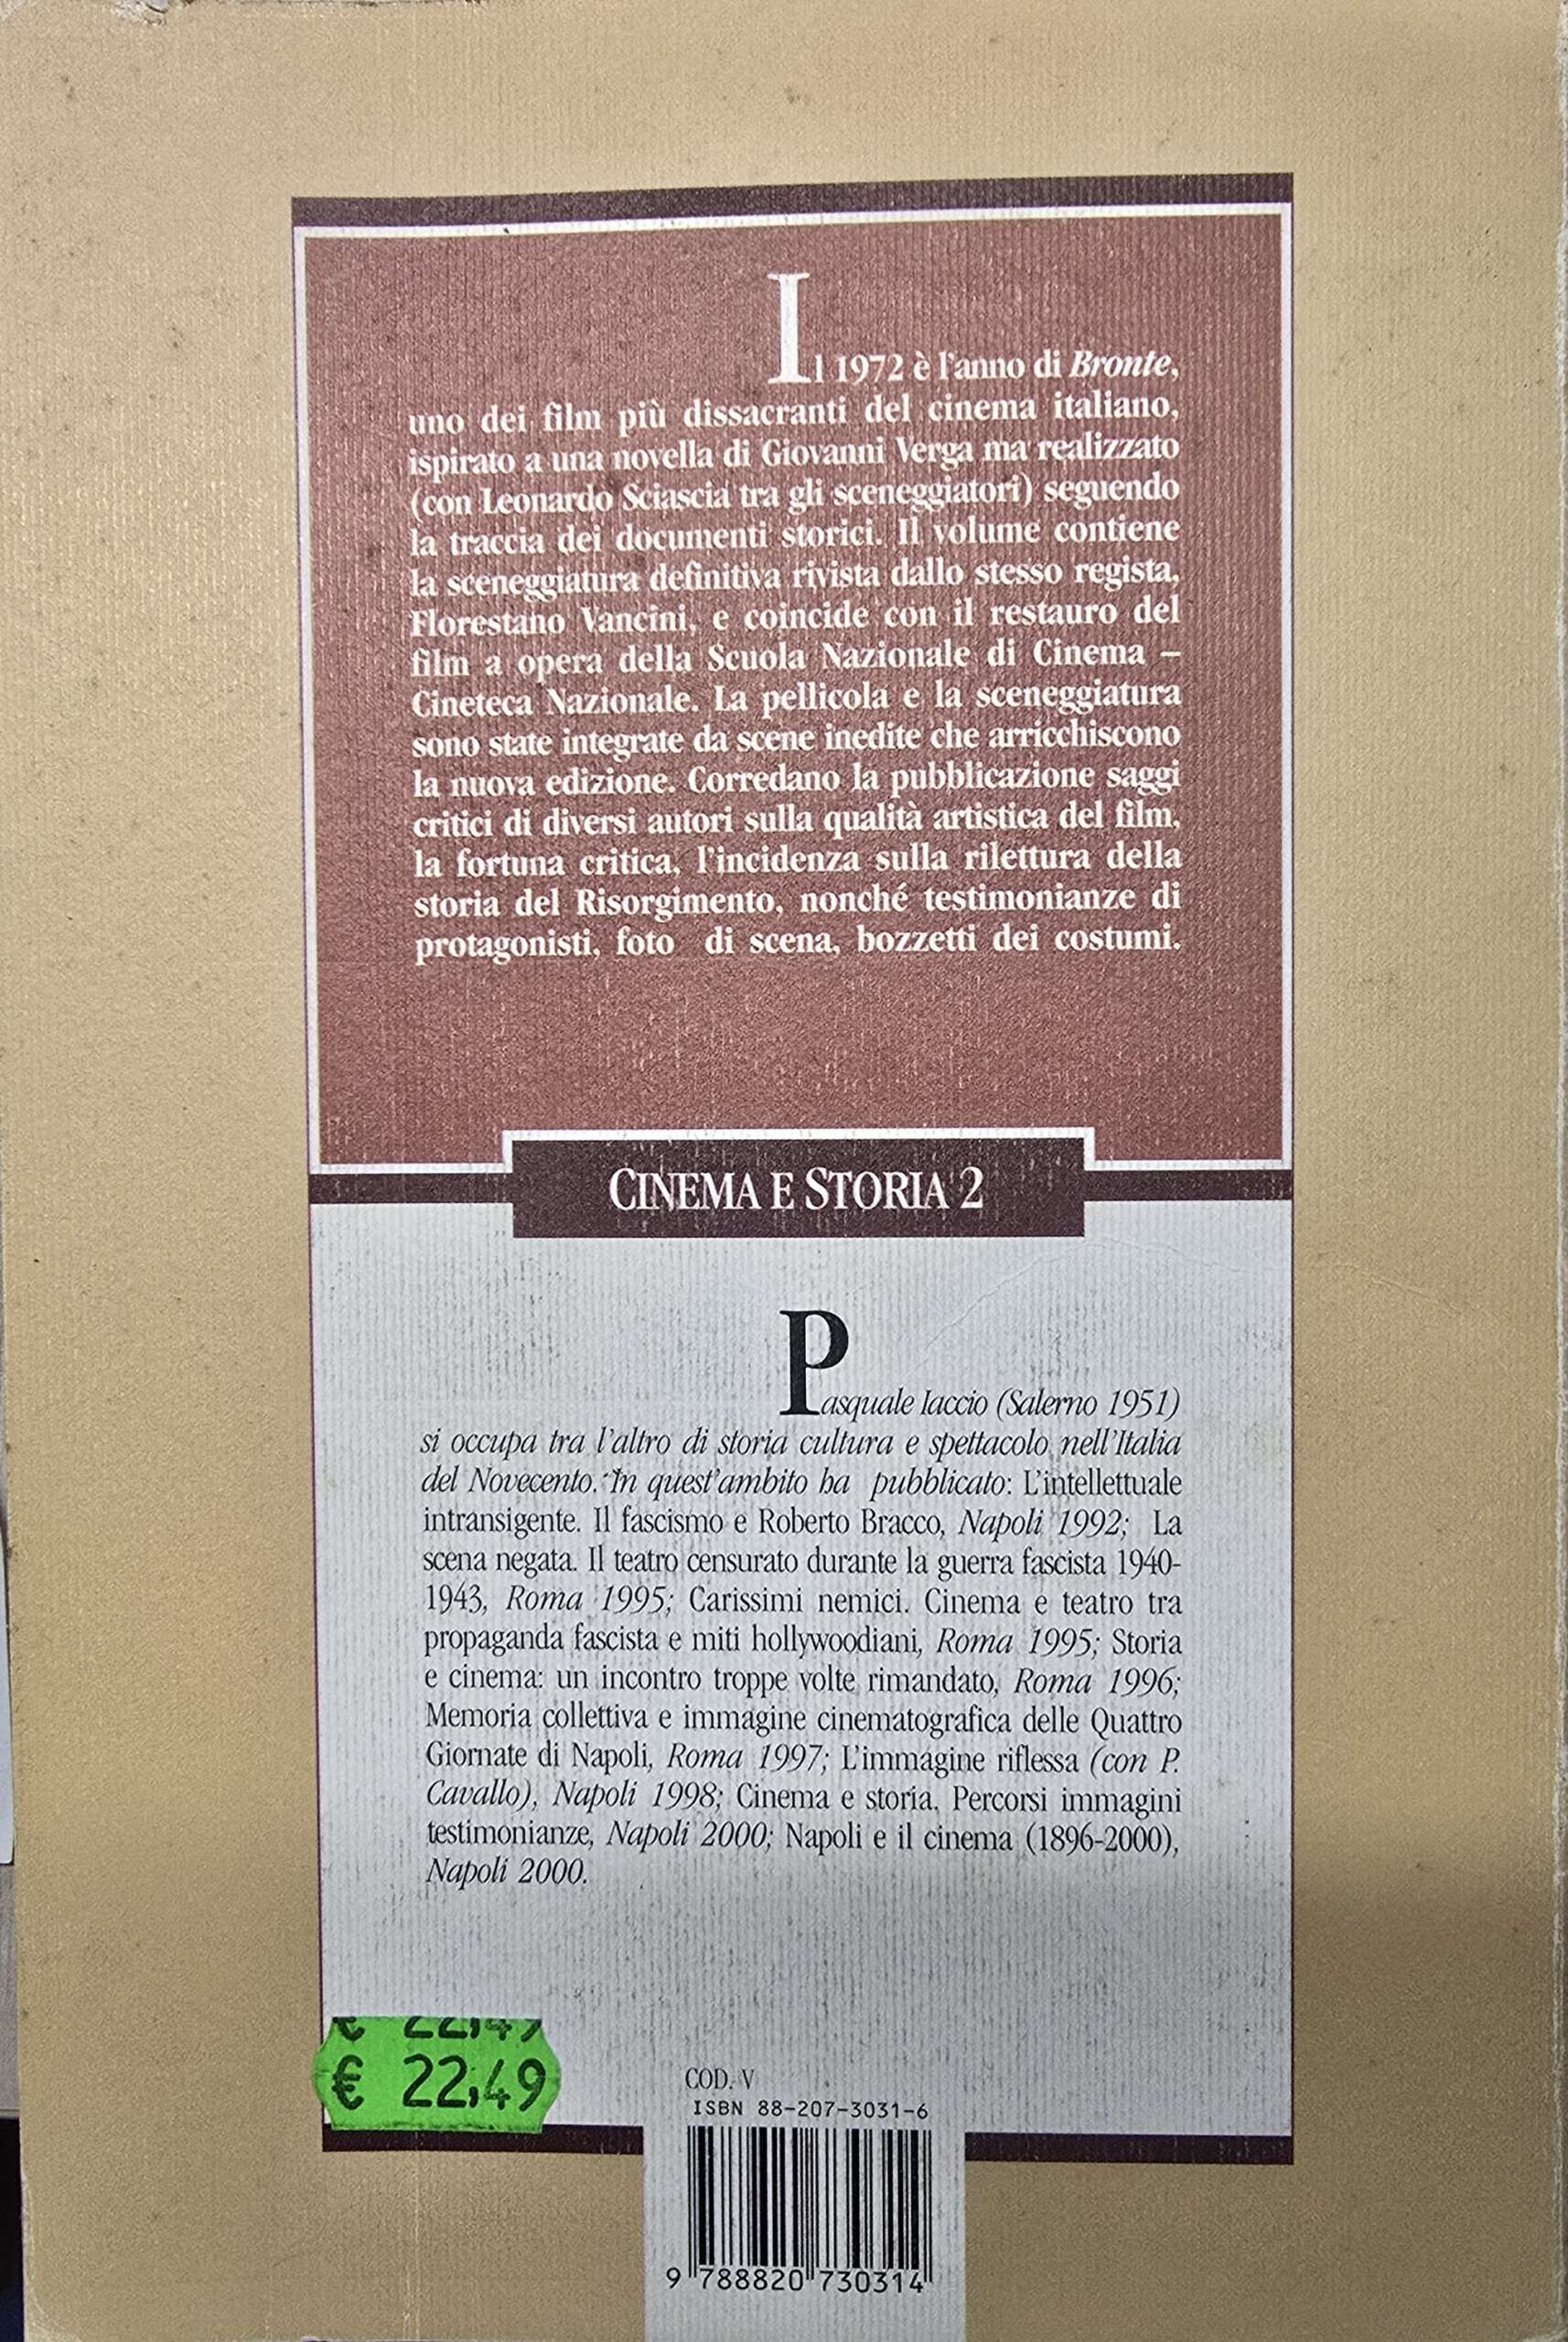 Il 1972 è l'anno di Bronte,
uno dei film più dissacranti del cinema italiano,
ispirato a una novella di Giovanni Verga ma realizzato
(con Leonardo Sciascia tra gli sceneggiatori) seguendo
la traccia dei documenti storici. Il volume contiene
la sceneggiatura definitiva rivista dallo stesso regista,
Florestano Vancini, e coincide con il restauro del
film a opera della Scuola Nazionale di Cinema –
Cineteca Nazionale. La pellicola e la sceneggiatura
sono state integrate da scene inedite che arricchiscono
la nuova edizione. Corredano la pubblicazione saggi
critici di diversi autori sulla qualità artistica del film,
la fortuna critica, l'incidenza sulla rilettura della
storia del Risorgimento, nonché testimonianze di
protagonisti, foto di scena, bozzetti dei costumi.
CINEMA E STORIA 2
Pasquale Iaccio (Salerno 1951)
si occupa tra l'altro di storia cultura e spettacolo nell'Italia
del Novecento. In quest'ambito ha pubblicato: L'intellettuale
intransigente. Il fascismo e Roberto Bracco, Napoli 1992; La
scena negata. Il teatro censurato durante la guerra fascista 1940-
1943, Roma 1995; Carissimi nemici. Cinema e teatro tra
propaganda fascista e miti hollywoodiani, Roma 1995; Storia
e cinema: un incontro troppe volte rimandato, Roma 1996;
Memoria collettiva e immagine cinematografica delle Quattro
Giornate di Napoli, Roma 1997; L'immagine riflessa (con P.
Cavallo), Napoli 1998; Cinema e storia. Percorsi immagini
testimonianze, Napoli 2000; Napoli e il cinema (1896-2000),
Napoli 2000.
€ 22,49
€ 22,49
COD. V
ISBN 88-207-3031-6
9 788820 730314